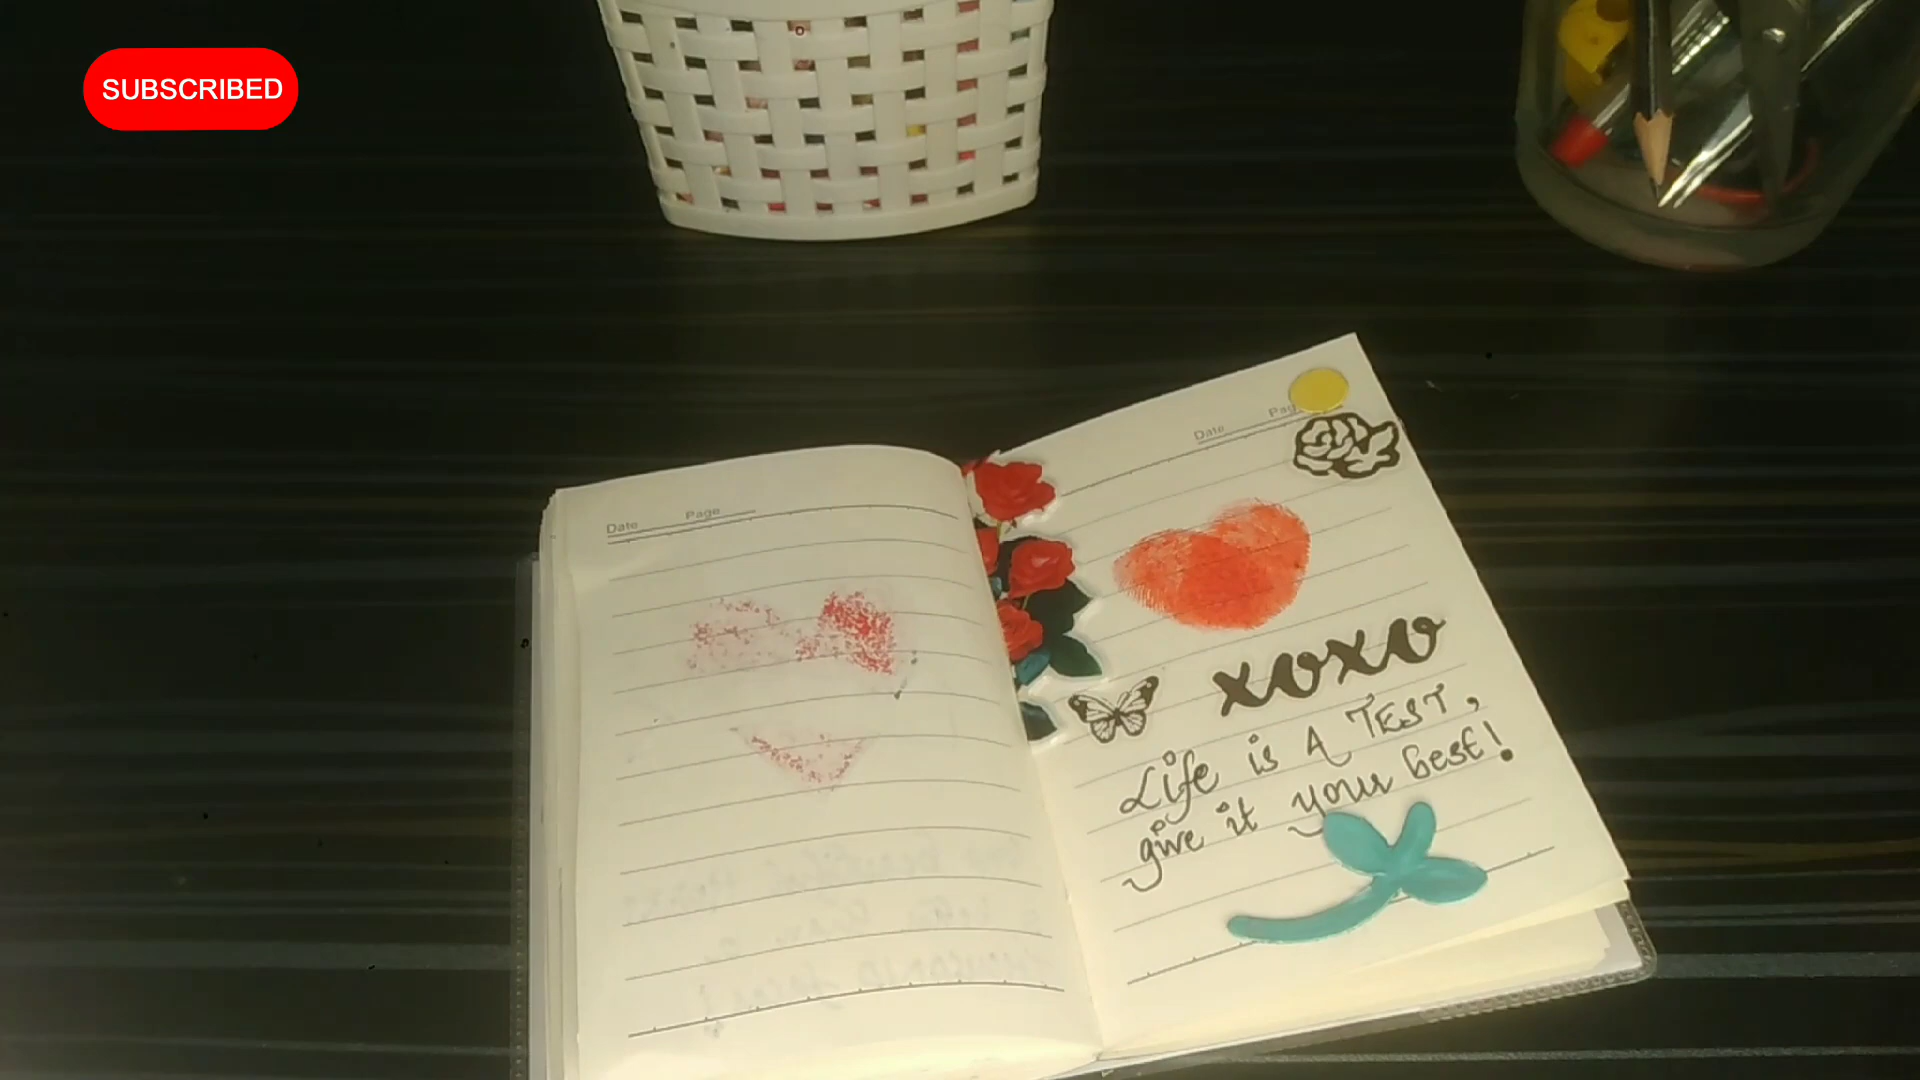 SUBSCRIBED
Date Page
Date Pag
xoxo
Life is A TEST,
give it your best!